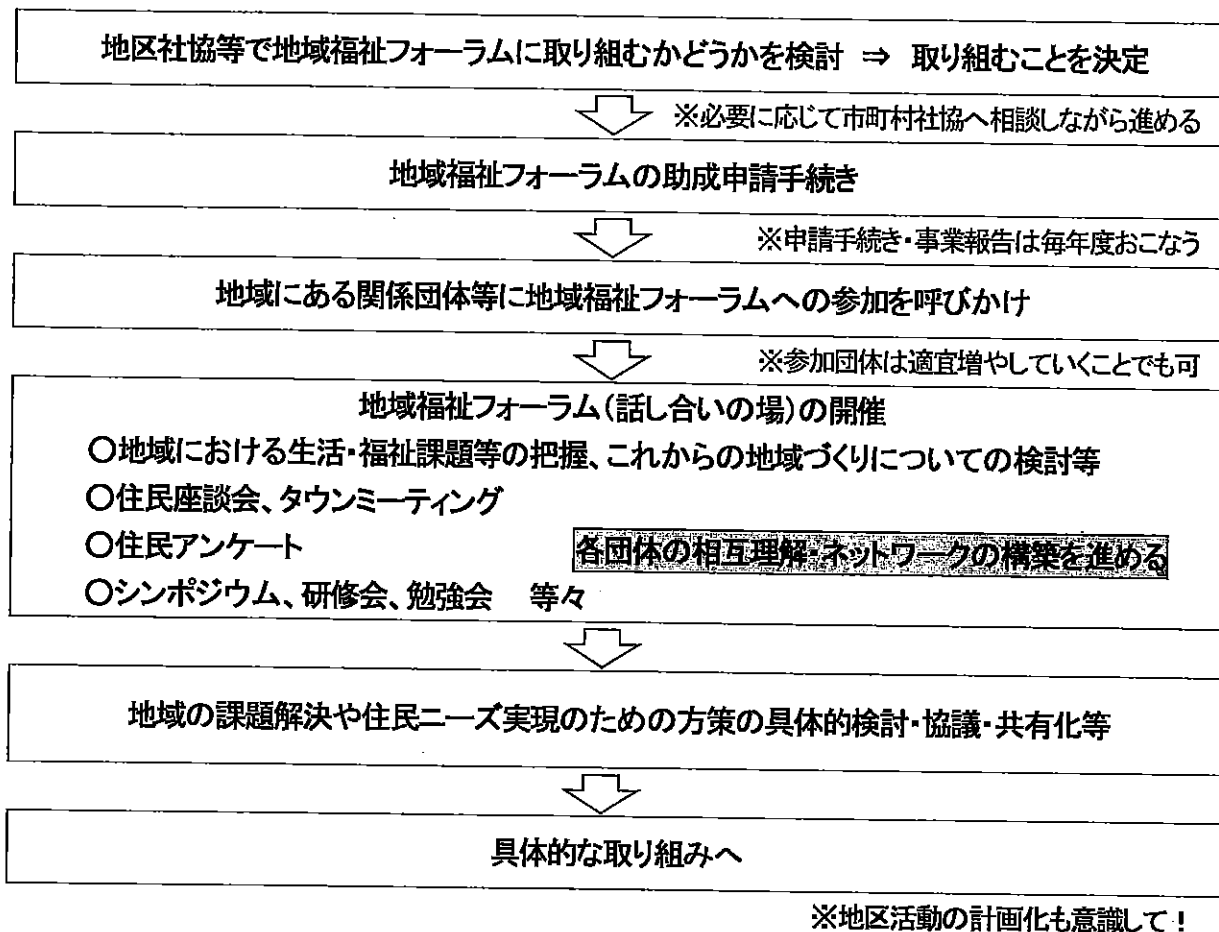 地区社協等で地域福祉フォーラムに取り組むかどうかを検討 ⇒ 取り組むことを決定
※必要に応じて市町村社協へ相談しながら進める
地域福祉フォーラムの助成申請手続き
※申請手続き・事業報告は毎年度おこなう
地域にある関係団体等に地域福祉フォーラムへの参加を呼びかけ
※参加団体は適宜増やしていくことでも可
地域福祉フォーラム(話し合いの場)の開催
○地域における生活・福祉課題等の把握、これからの地域づくりについての検討等
○住民座談会、タウンミーティング
○住民アンケート 各団体の相互理解・ネットワークの構築を進める
○シンポジウム、研修会、勉強会 等々
地域の課題解決や住民ニーズ実現のための方策の具体的検討・協議・共有化等
具体的な取り組みへ
※地区活動の計画化も意識して！